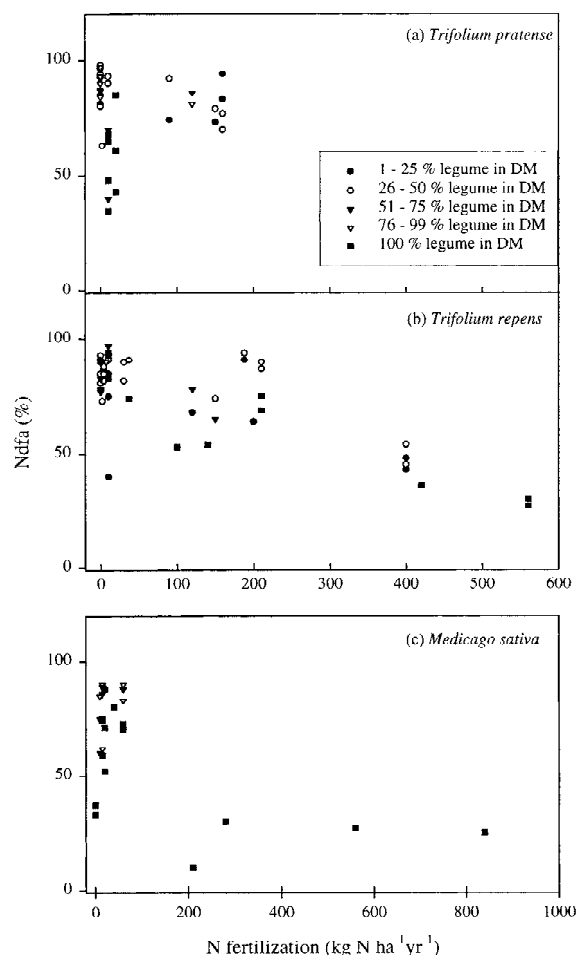 (a) Trifolium pratense
100
50
0
1 - 25 % legume in DM
26 - 50 % legume in DM
51 - 75 % legume in DM
76 - 99 % legume in DM
100 % legume in DM
(b) Trifolium repens
100
50
0
0 100 200 300 400 500 600
Ndfa (%)
(c) Medicago sativa
100
50
0
0 200 400 600 800 1000
N fertilization (kg N ha⁻¹yr⁻¹)